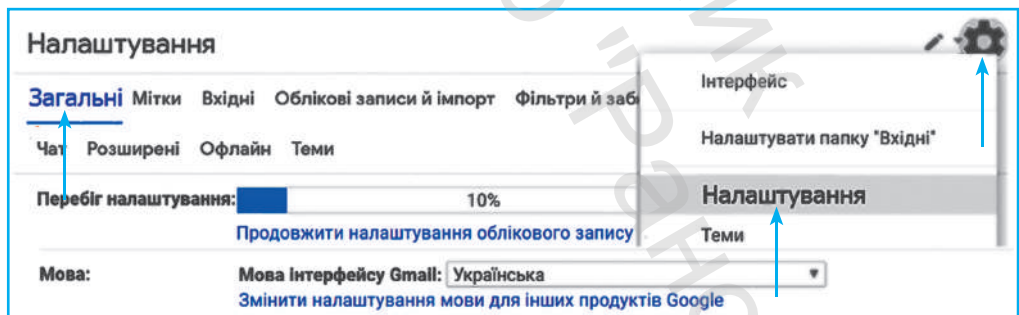 Налаштування
Загальні Мітки Вхідні Облікові записи й імпорт Фільтри й
Чат Розширені Офлайн Теми
Перебіг налаштування: 10%
Продовжити налаштування облікового запису
Мова: Мова інтерфейсу Gmail: Українська
Змінити налаштування мови для інших продуктів Google
Інтерфейс
Налаштувати папку "Вхідні"
Налаштування
Теми